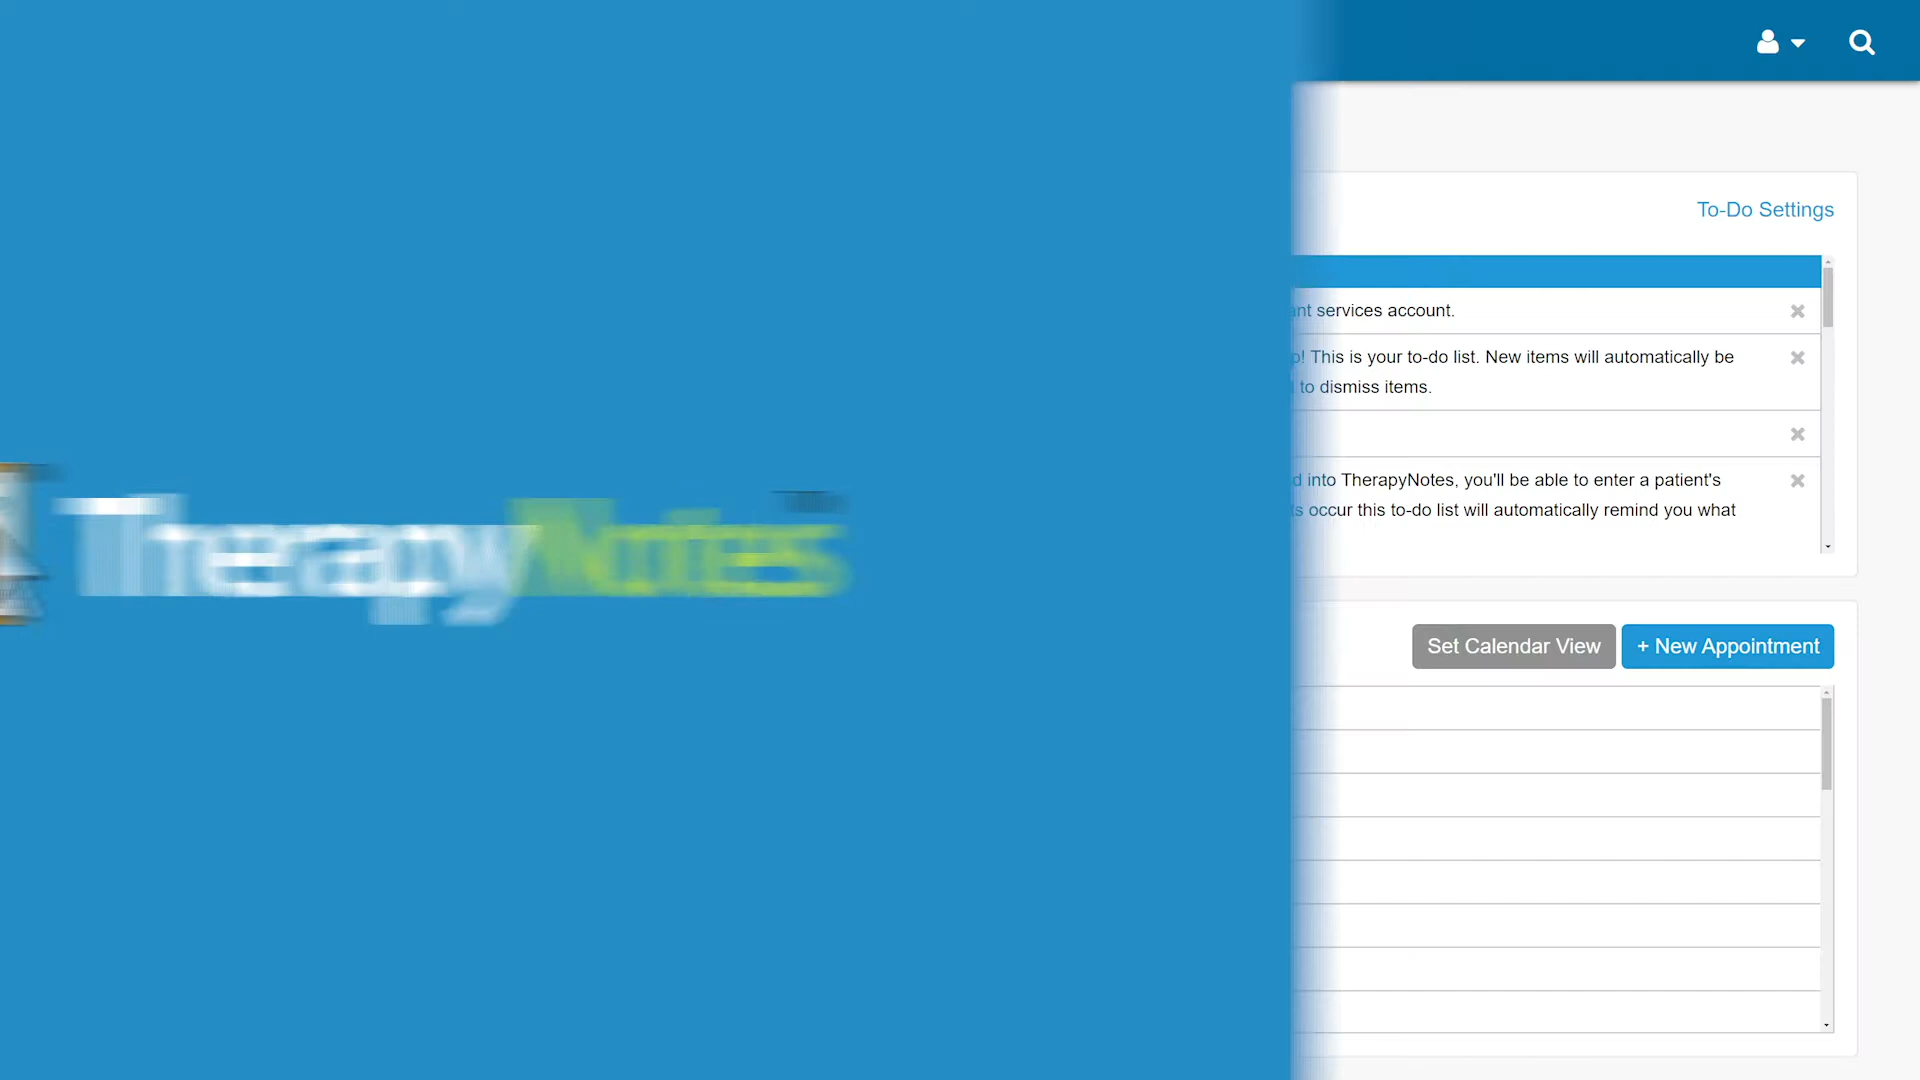 To-Do Settings
services account.
This is your to-do list. New items will automatically be
to dismiss items.
into TherapyNotes, you'll be able to enter a patient's
occur this to-do list will automatically remind you what
TherapyNotes
Set Calendar View
+ New Appointment